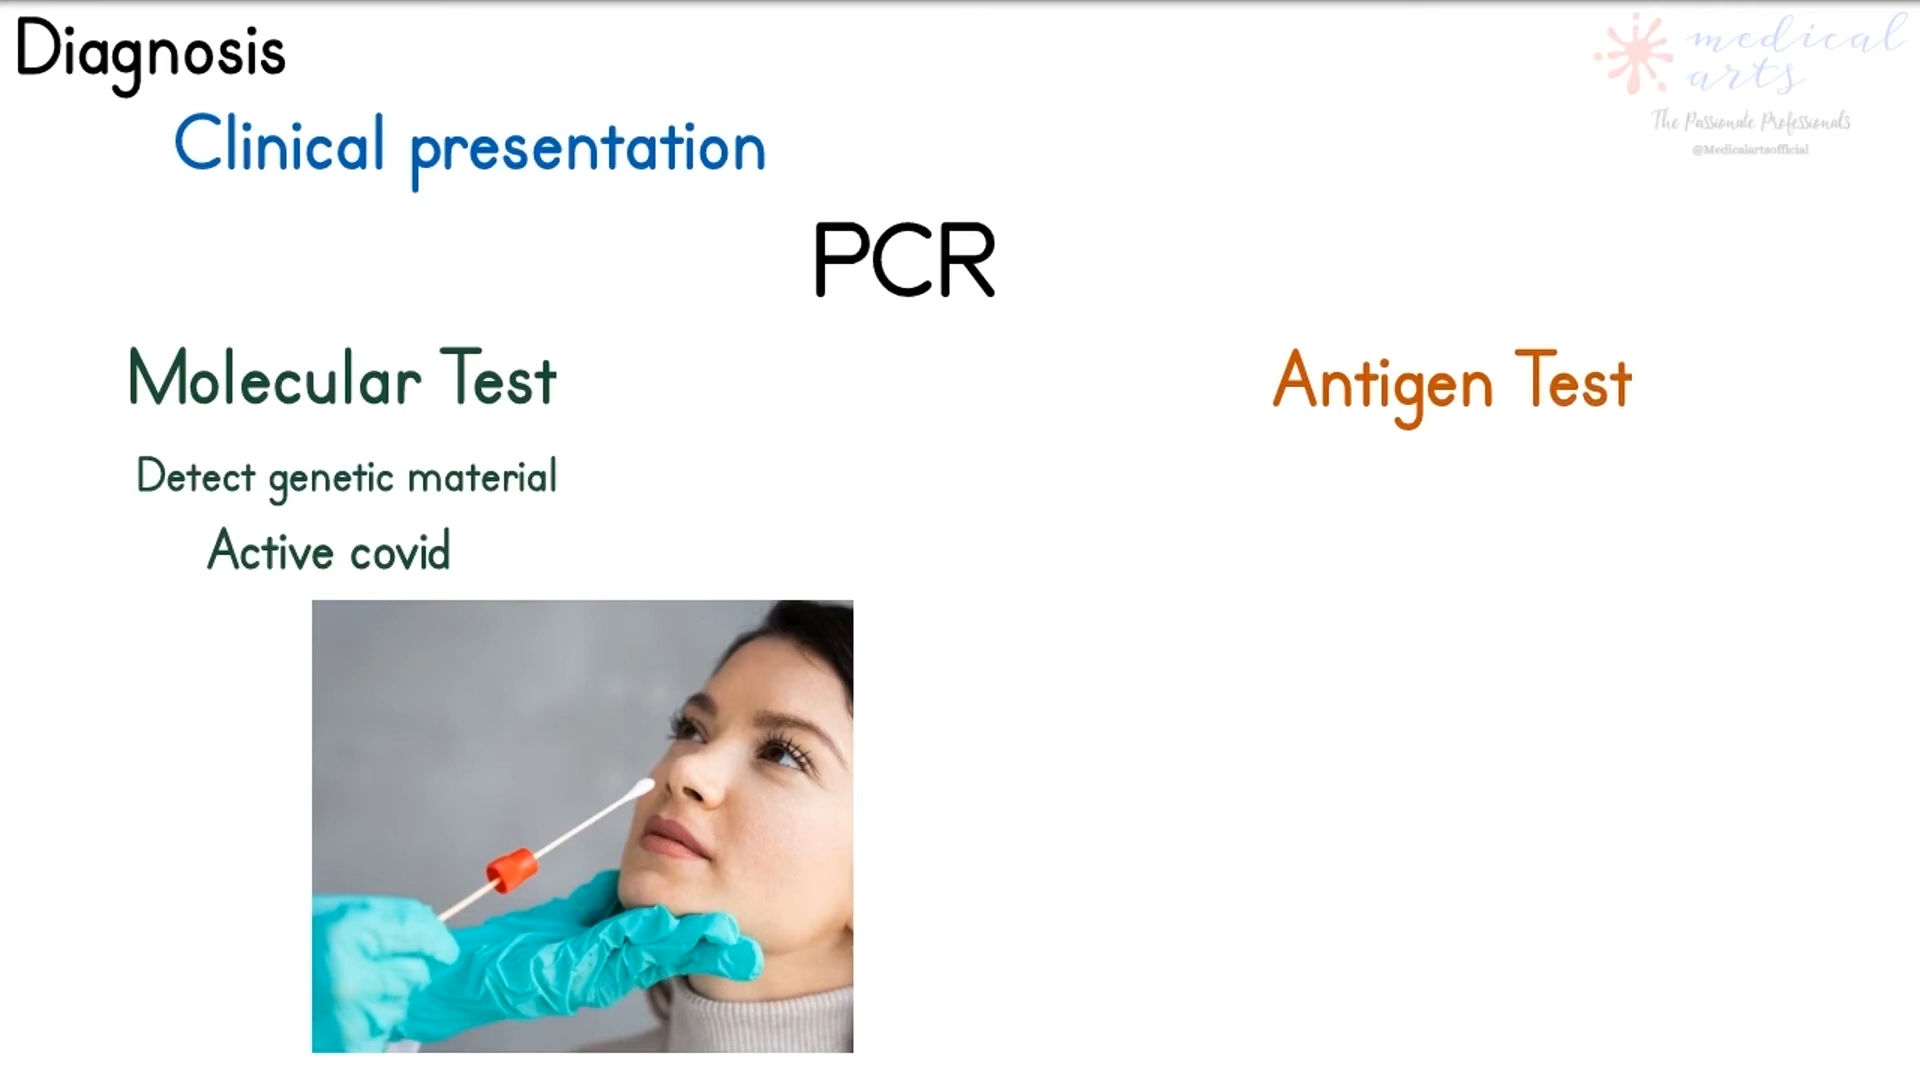 Diagnosis
medical
arts
The Passionate Professionals
@Medicalartsofficial
Clinical presentation
PCR
Molecular Test
Antigen Test
Detect genetic material
Active covid